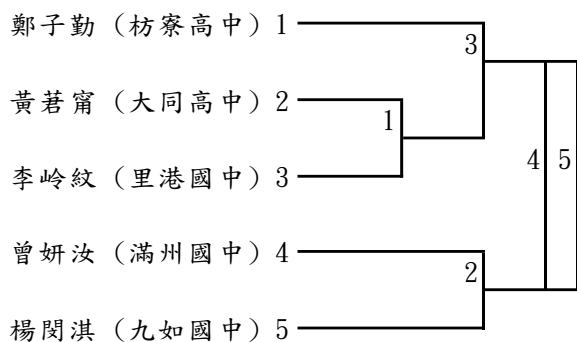 鄭子勤（枋寮高中）1
3
黃莙甯（大同高中）2
1
李岭紋（里港國中）3
4 5
曾妍汝（滿州國中）4
2
楊閔淇（九如國中）5